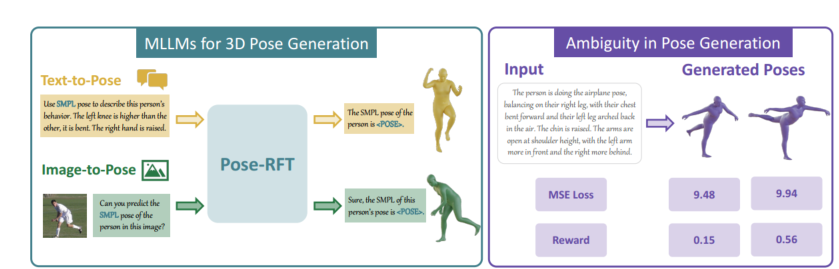 MLLMs for 3D Pose Generation
Text-to-Pose
Use SMPL pose to describe this person's
behavior. The left knee is higher than the
other, it is bent. The right hand is raised.
Pose-RFT
The SMPL pose of the
person is <POSE>.
Image-to-Pose
Can you predict the
SMPL pose of the
person in this image?
Sure, the SMPL of this
person's pose is <POSE>.
Ambiguity in Pose Generation
Input
Generated Poses
The person is doing the airplane pose,
balancing on their right leg, with their chest
bent forward and their left leg arched back
in the air. The chin is raised. The arms are
open at shoulder height, with the left arm
more in front and the right more behind.
MSE Loss
9.48
9.94
Reward
0.15
0.56